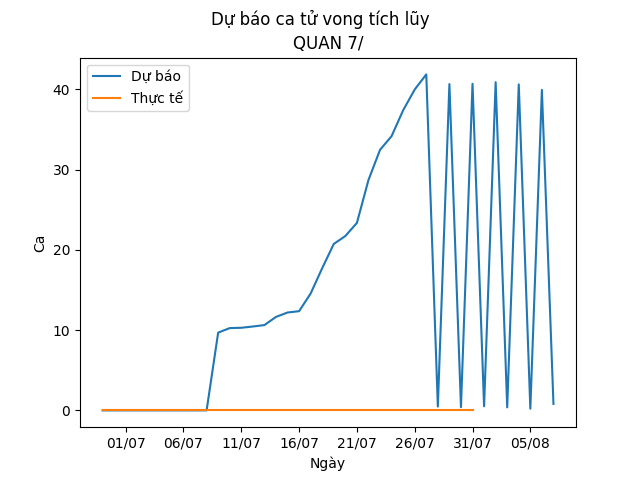 Dự báo ca tử vong tích lũy
QUAN 7/
Dự báo
Thực tế
Ca
40
30
20
10
0
01/07 06/07 11/07 16/07 21/07 26/07 31/07 05/08
Ngày